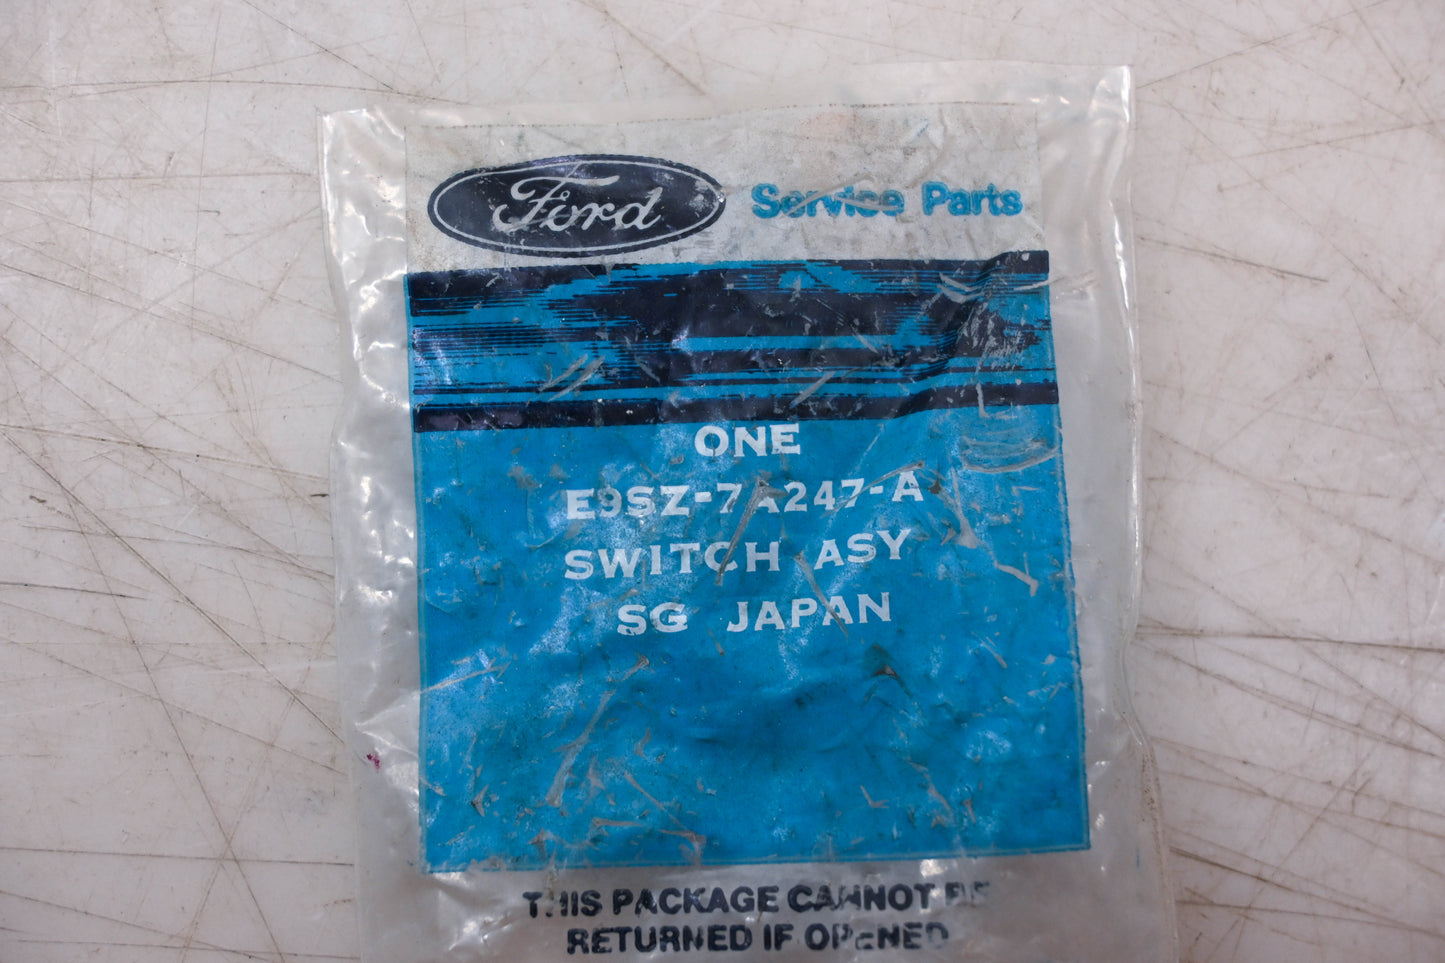 Ford Service Parts
ONE
E9SZ-7A247-A
SWITCH ASY
SG JAPAN
THIS PACKAGE CANNOT BE
RETURNED IF OPENED